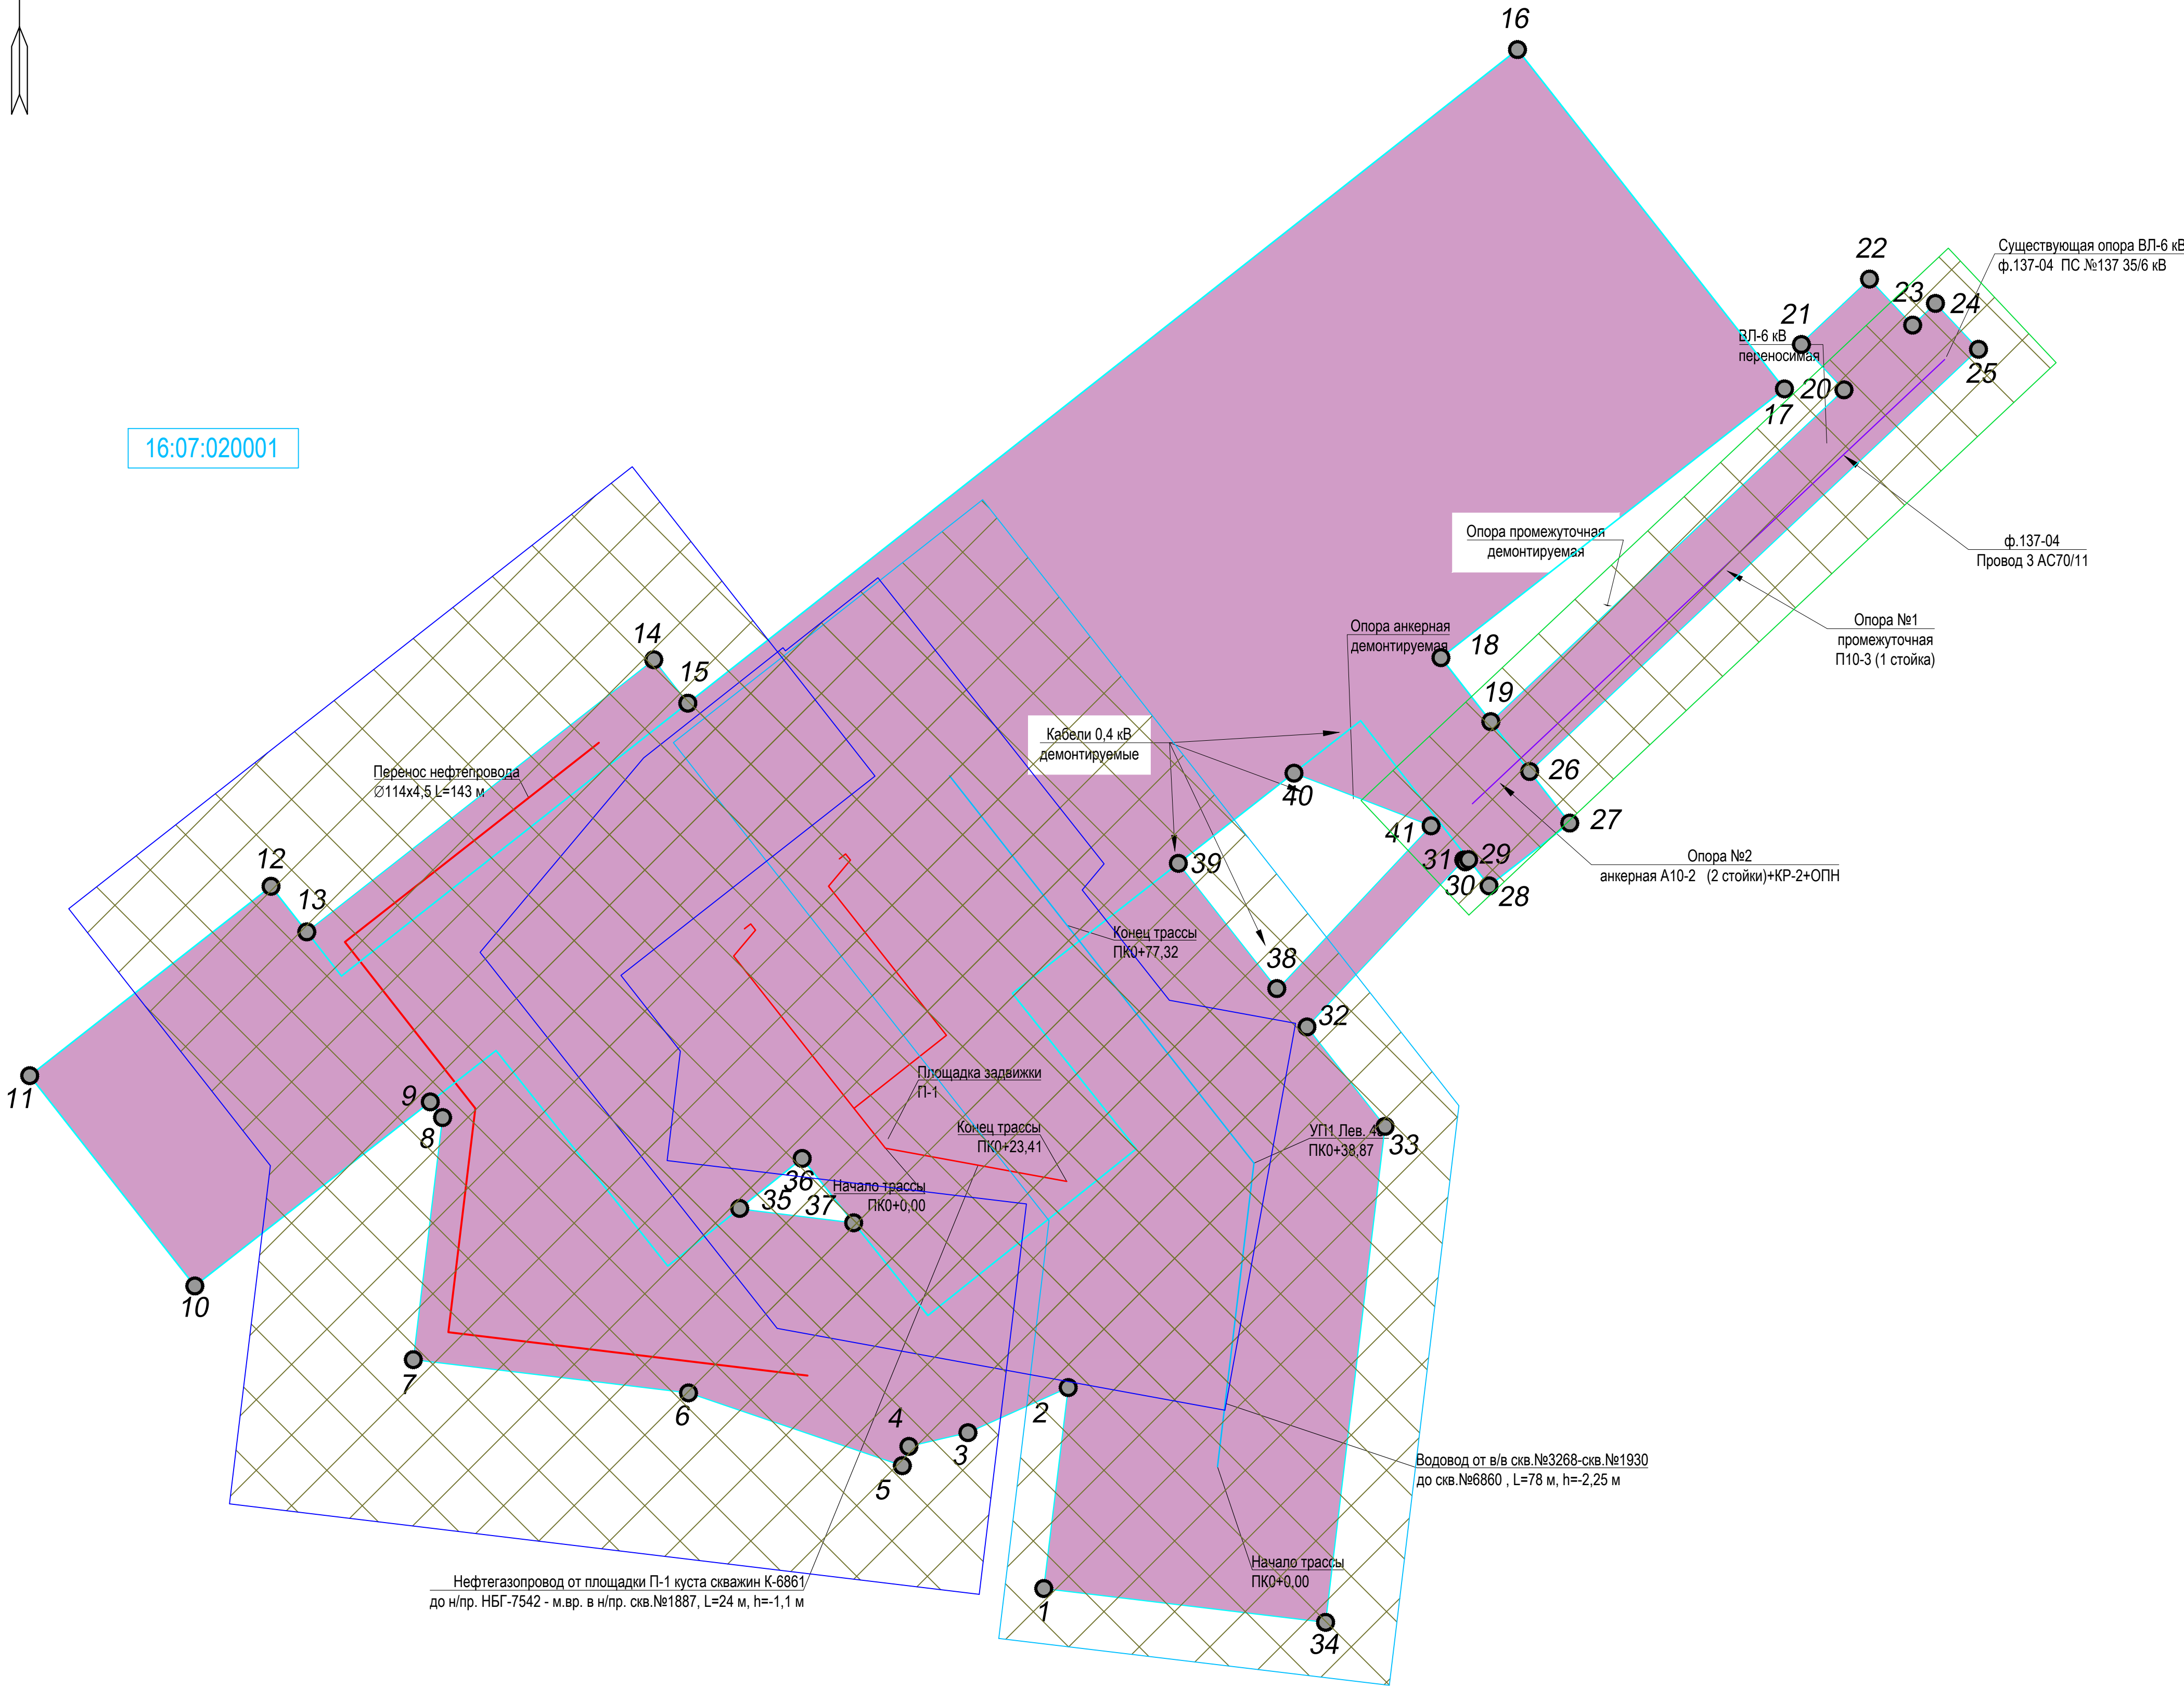 16
22
Существующая опора ВЛ-6 кВ
ф.137-04 ПС №137 35/6 кВ
23
24
21
ВЛ-6 кВ
переносимая
25
20
17
16:07:020001
Опора промежуточная
демонтируемая
ф.137-04
Провод 3 АС70/11
Опора №1
промежуточная
П10-3 (1 стойка)
Опора анкерная
демонтируемая
14
18
15
19
Кабели 0,4 кВ
демонтируемые
Перенос нефтепровода
∅114х4,5 L=143 м
26
40
27
41
12
39
31
29
30
28
Опора №2
анкерная А10-2 (2 стойки)+КР-2+ОПН
13
Конец трассы
ПК0+77,32
38
32
11
9
8
Площадка задвижки
П-1
Конец трассы
ПК0+23,41
УП1 Лев. 4
ПК0+38,87
33
36
Начало трассы
ПК0+0,00
35
37
10
7
6
2
4
3
5
Водовод от в/в скв.№3268-скв.№1930
до скв.№6860 , L=78 м, h=-2,25 м
Начало трассы
ПК0+0,00
Нефтегазопровод от площадки П-1 куста скважин К-6861
до н/пр. НБГ-7542 - м.вр. в н/пр. скв.№1887, L=24 м, h=-1,1 м
1
34